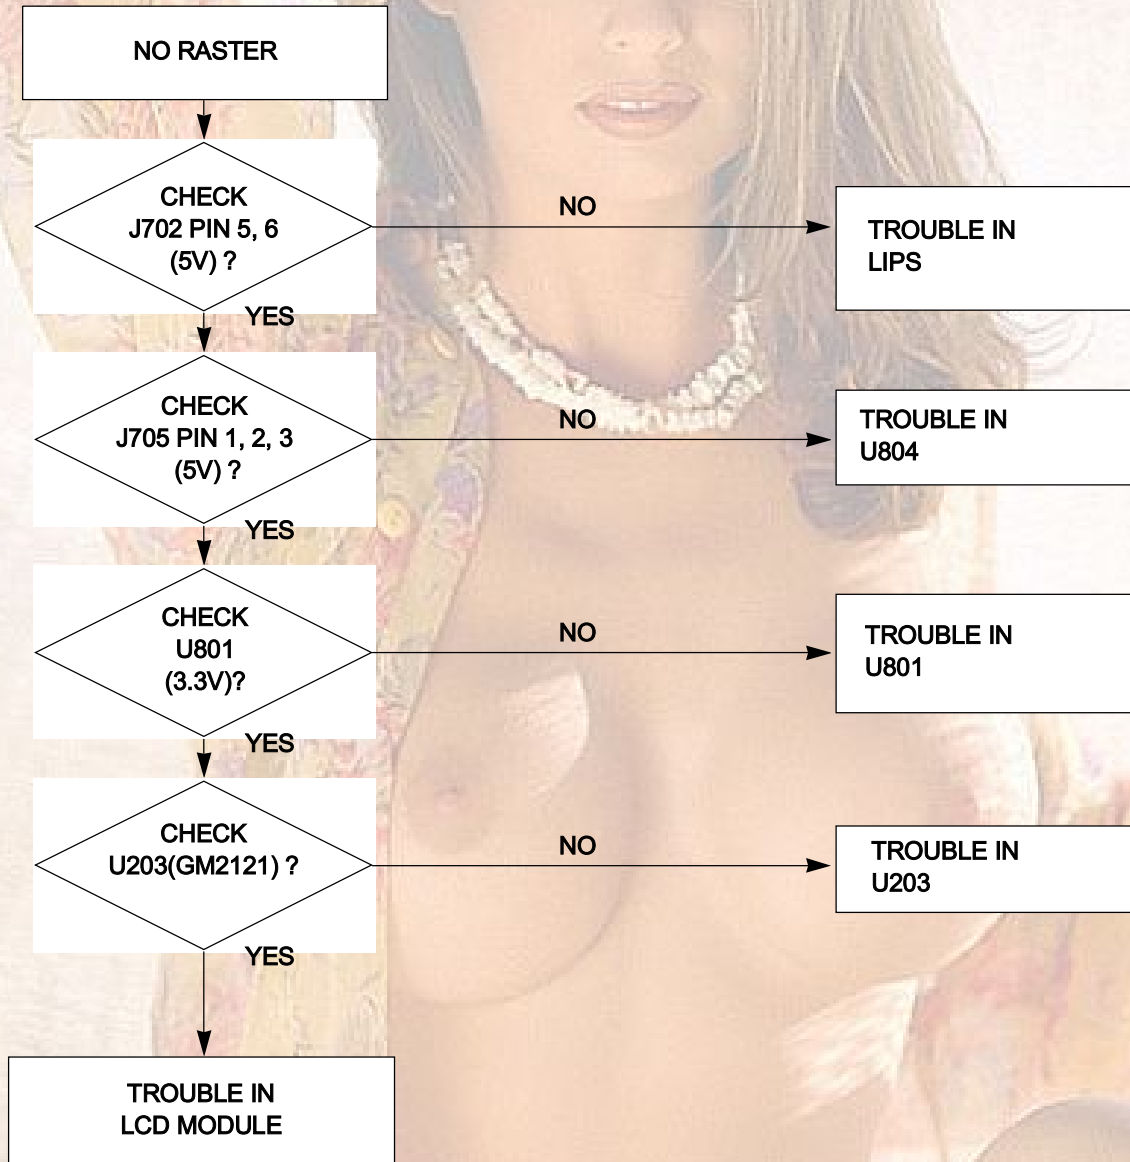 NO RASTER
CHECK
J702 PIN 5, 6
(5V) ?
NO
TROUBLE IN
LIPS
YES
CHECK
J705 PIN 1, 2, 3
(5V) ?
NO
TROUBLE IN
U804
YES
CHECK
U801
(3.3V)?
NO
TROUBLE IN
U801
YES
CHECK
U203(GM2121) ?
NO
TROUBLE IN
U203
YES
TROUBLE IN
LCD MODULE